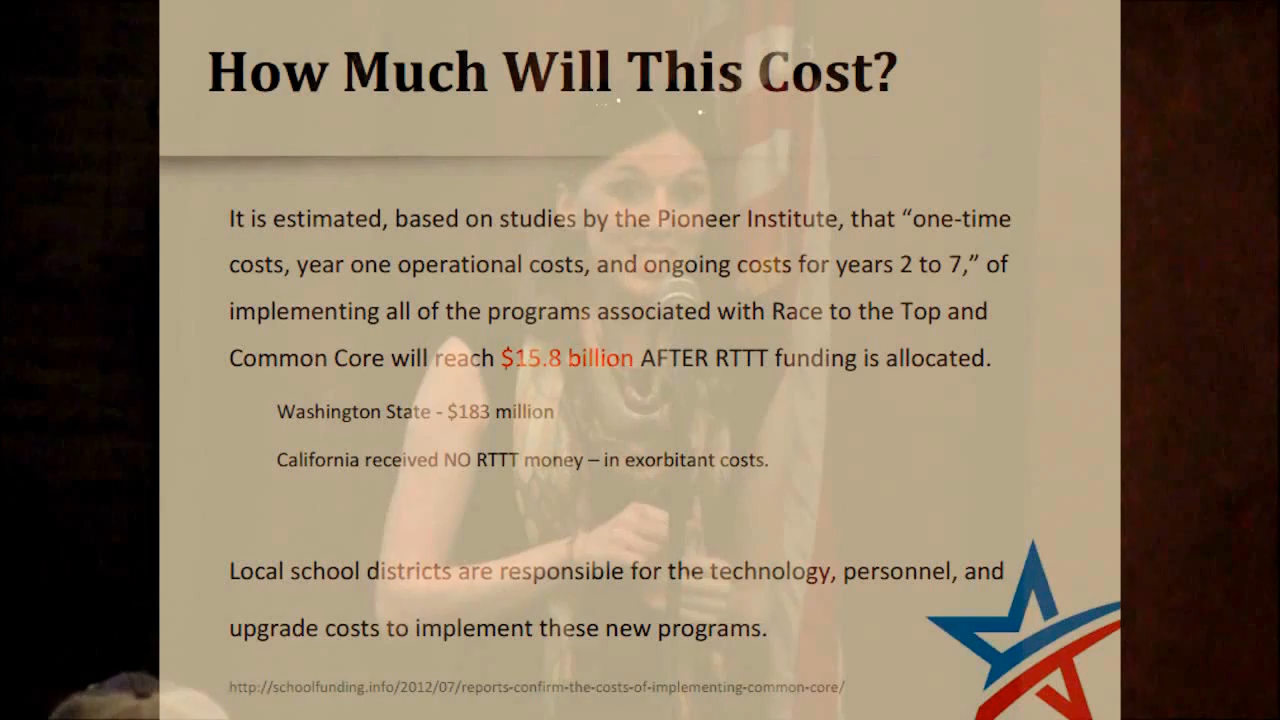 How Much Will This Cost?
It is estimated, based on studies by the Pioneer Institute, that “one-time
costs, year one operational costs, and ongoing costs for years 2 to 7,” of
implementing all of the programs associated with Race to the Top and
Common Core will reach $15.8 billion AFTER RTTT funding is allocated.
Washington State - $183 million
California received NO RTTT money – in exorbitant costs.
Local school districts are responsible for the technology, personnel, and
upgrade costs to implement these new programs.
http://schoolfunding.info/2012/07/reports-confirm-the-costs-of-implementing-common-core/